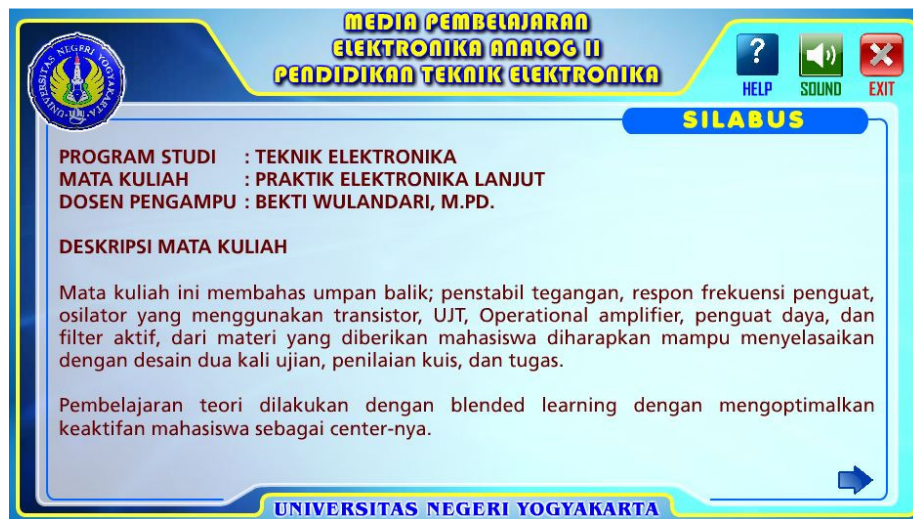 MEDIA PEMBELAJARAN
ELEKTRONIKA ANALOG II
PENDIDIKAN TEKNIK ELEKTRONIKA
UNIVERSITAS NEGERI YOGYAKARTA
?
HELP
SOUND
EXIT
SILABUS
PROGRAM STUDI : TEKNIK ELEKTRONIKA
MATA KULIAH : PRAKTIK ELEKTRONIKA LANJUT
DOSEN PENGAMPU : BEKTI WULANDARI, M.PD.
DESKRIPSI MATA KULIAH
Mata kuliah ini membahas umpan balik; penstabil tegangan, respon frekuensi penguat,
osilator yang menggunakan transistor, UJT, Operational amplifier, penguat daya, dan
filter aktif, dari materi yang diberikan mahasiswa diharapkan mampu menyelasaikan
dengan desain dua kali ujian, penilaian kuis, dan tugas.
Pembelajaran teori dilakukan dengan blended learning dengan mengoptimalkan
keaktifan mahasiswa sebagai center-nya.
UNIVERSITAS NEGERI YOGYAKARTA